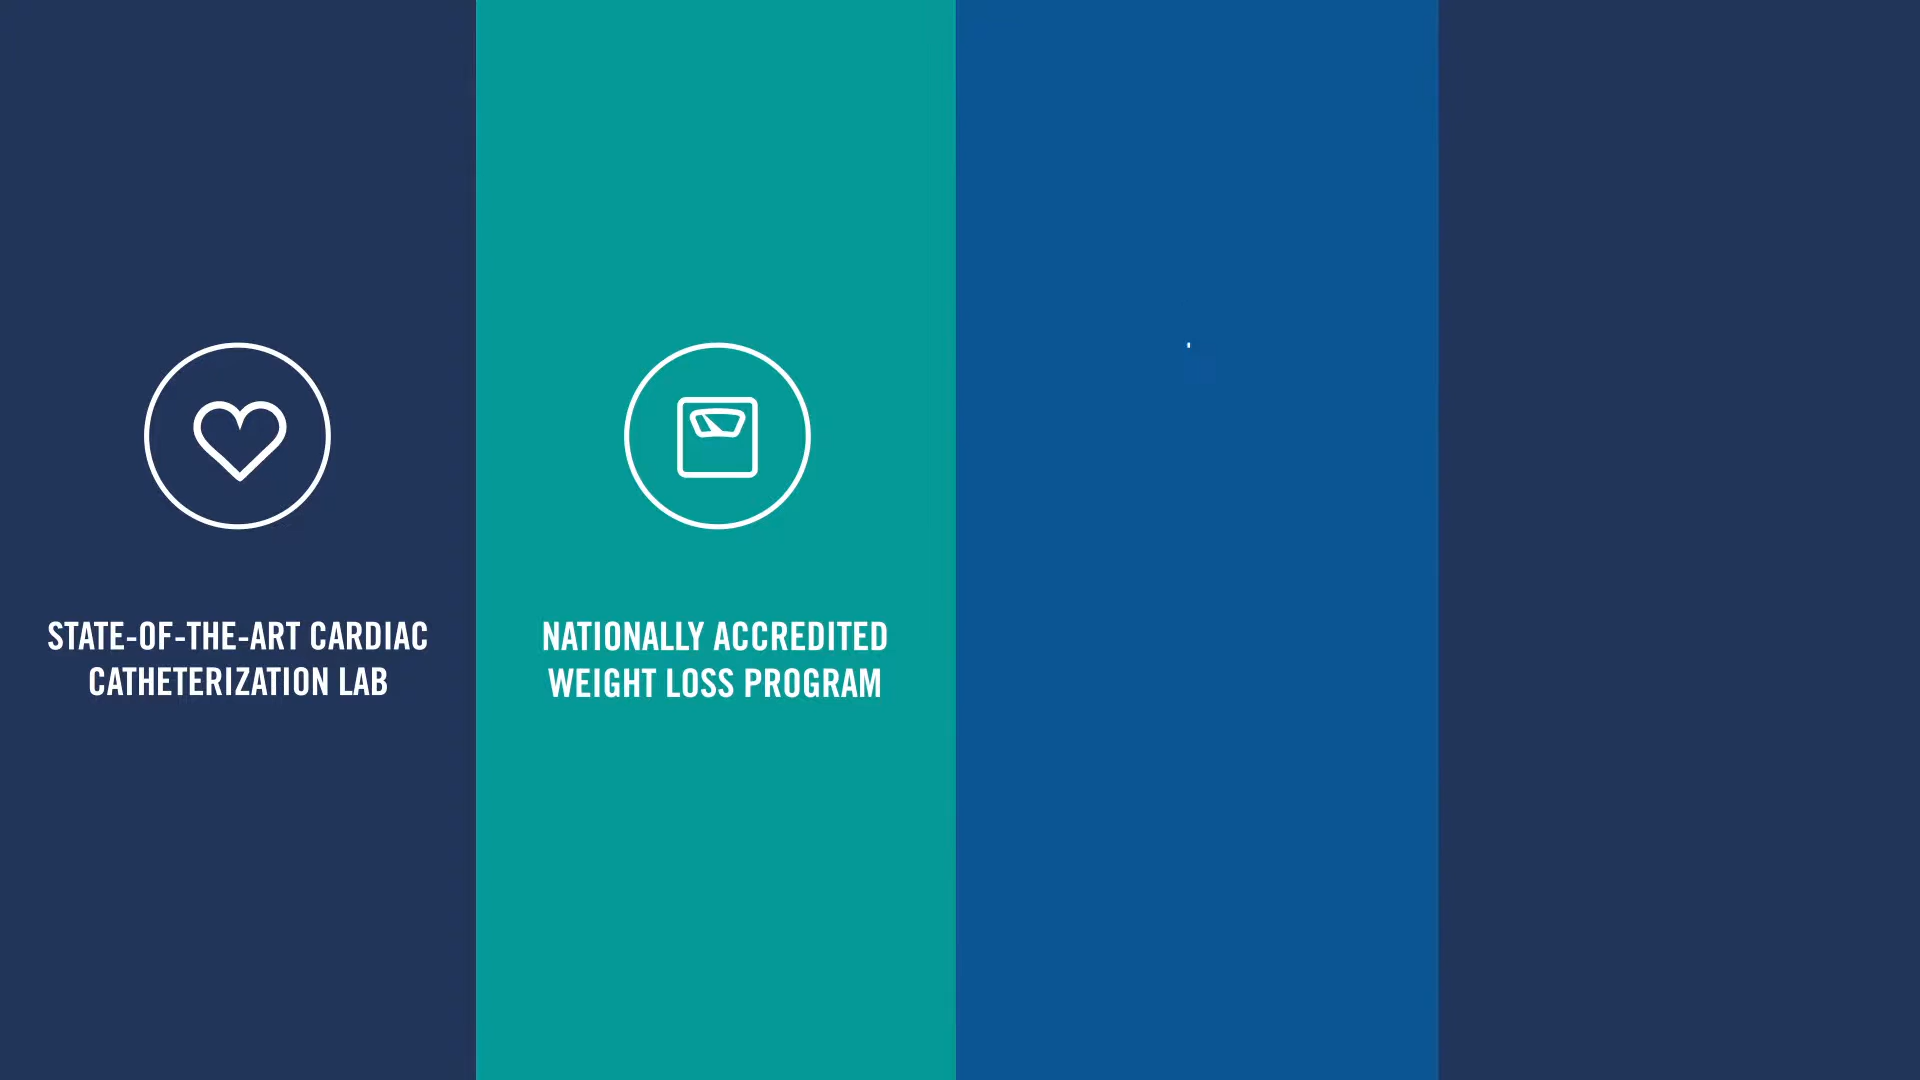 STATE-OF-THE-ART CARDIAC
CATHETERIZATION LAB
NATIONALLY ACCREDITED
WEIGHT LOSS PROGRAM